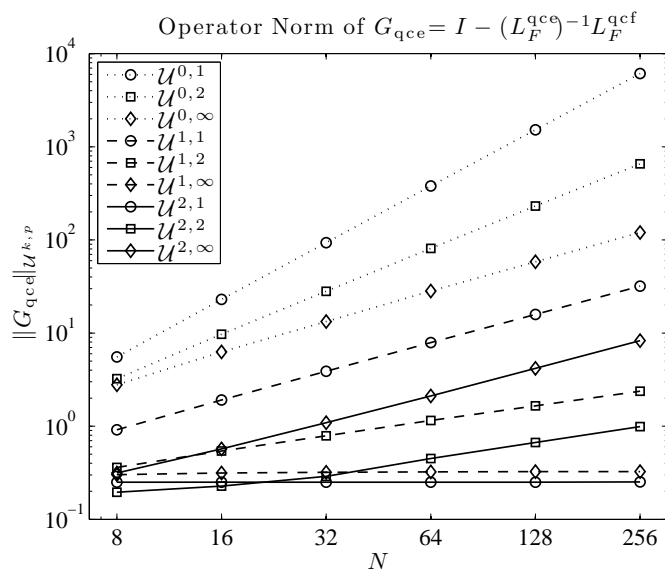 Operator Norm of G_qce = I − (L_F^qce)^−1 L_F^qcf
10^4
10^3
10^2
10^1
10^0
10^−1
‖G_qce‖_𝒰^k,p
𝒰^0,1
𝒰^0,2
𝒰^0,∞
𝒰^1,1
𝒰^1,2
𝒰^1,∞
𝒰^2,1
𝒰^2,2
𝒰^2,∞
8 16 32 64 128 256
N